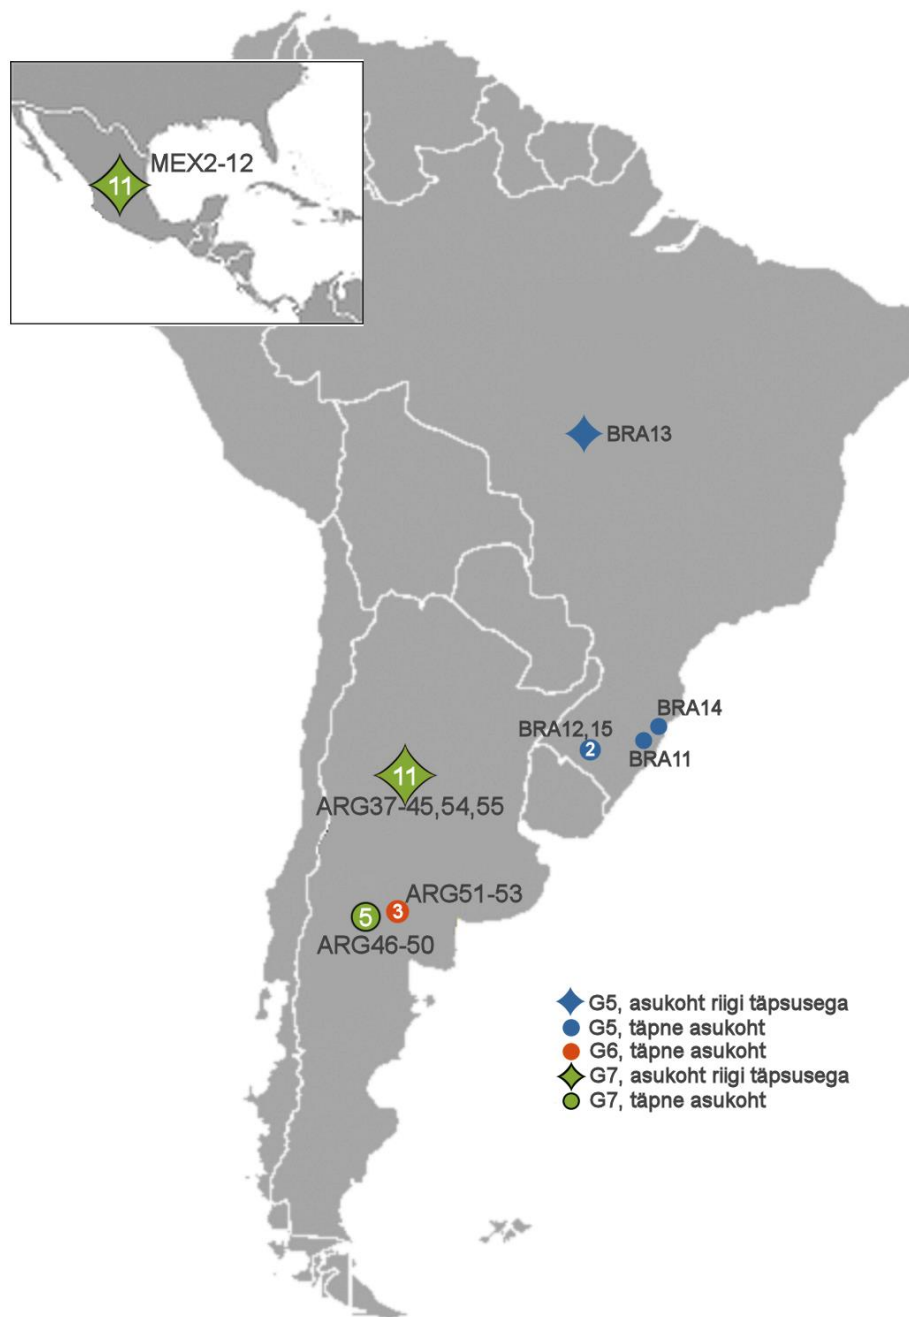 MEX2-12
11
BRA13
BRA14
BRA12,15
2
BRA11
11
ARG37-45,54,55
ARG51-53
5
3
ARG46-50
G5, asukoht riigi täpsusega
G5, täpne asukoht
G6, täpne asukoht
G7, asukoht riigi täpsusega
G7, täpne asukoht